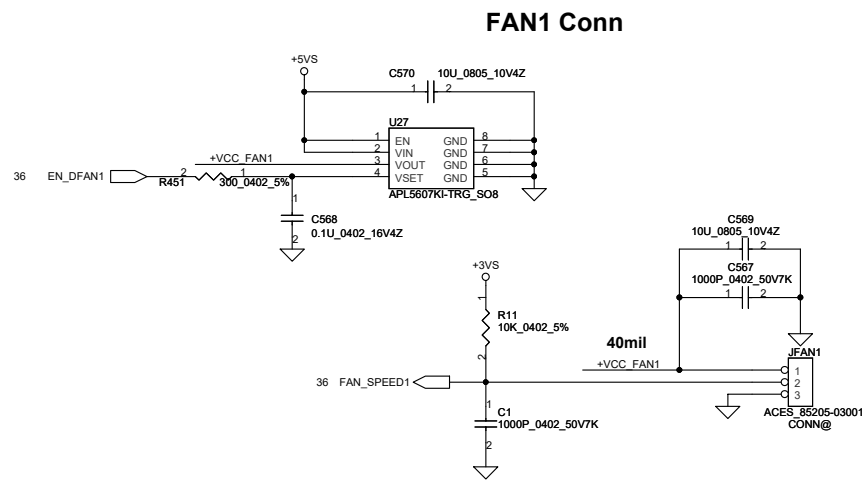 FAN1 Conn
+5VS
C570 10U_0805_10V4Z
1 2
U27
1 EN GND 8
2 VIN GND 7
+VCC_FAN1 3 VOUT GND 6
36 EN_DFAN1 2 1 4 VSET GND 5
R451 300_0402_5% APL5607KI-TRG_SO8
1
C568
0.1U_0402_16V4Z
2
C569
10U_0805_10V4Z
1 2
C567
1000P_0402_50V7K
1 2
+3VS
1
R11
10K_0402_5%
2
40mil
+VCC_FAN1
JFAN1
1
36 FAN_SPEED1 2
3
1
C1
1000P_0402_50V7K
2
ACES_85205-03001
CONN@